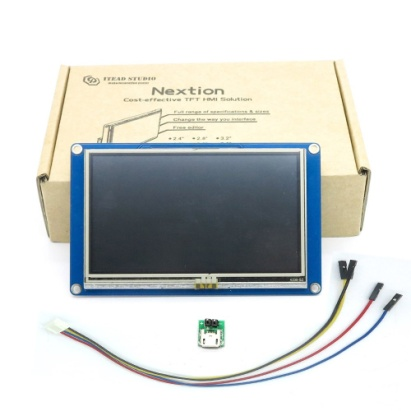 ITEAD STUDIO
Nextion
Cost-effective TFT HMI Solution
Full range of specifications & sizes
Change the way you interface
Free editor
• 2.4" • 2.8" • 3.2"